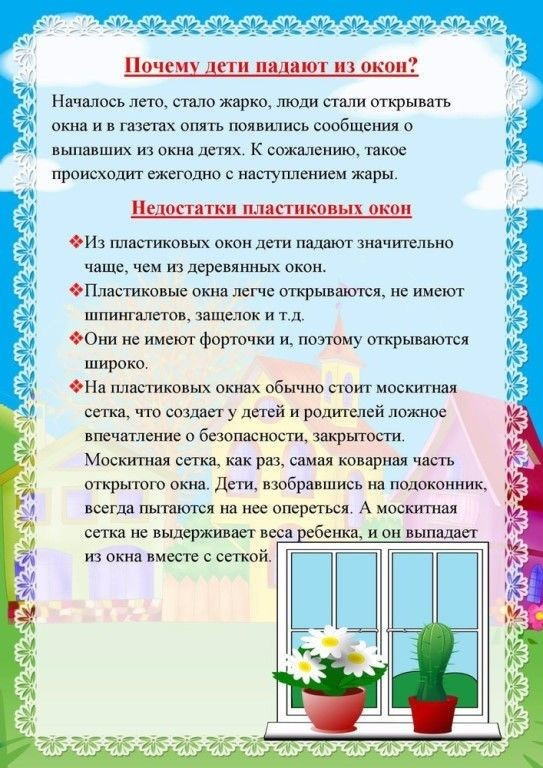 Почему дети падают из окон?
Началось лето, стало жарко, люди стали открывать
окна и в газетах опять появились сообщения о
выпавших из окна детях. К сожалению, такое
происходит ежегодно с наступлением жары.
Недостатки пластиковых окон
❖Из пластиковых окон дети падают значительно
чаще, чем из деревянных окон.
❖Пластиковые окна легче открываются, не имеют
шпингалетов, защелок и т.д.
❖Они не имеют форточки и, поэтому открываются
широко.
❖На пластиковых окнах обычно стоит москитная
сетка, что создает у детей и родителей ложное
впечатление о безопасности, закрытости.
Москитная сетка, как раз, самая коварная часть
открытого окна. Дети, взобравшись на подоконник,
всегда пытаются на нее опереться. А москитная
сетка не выдерживает веса ребенка, и он выпадает
из окна вместе с сеткой.